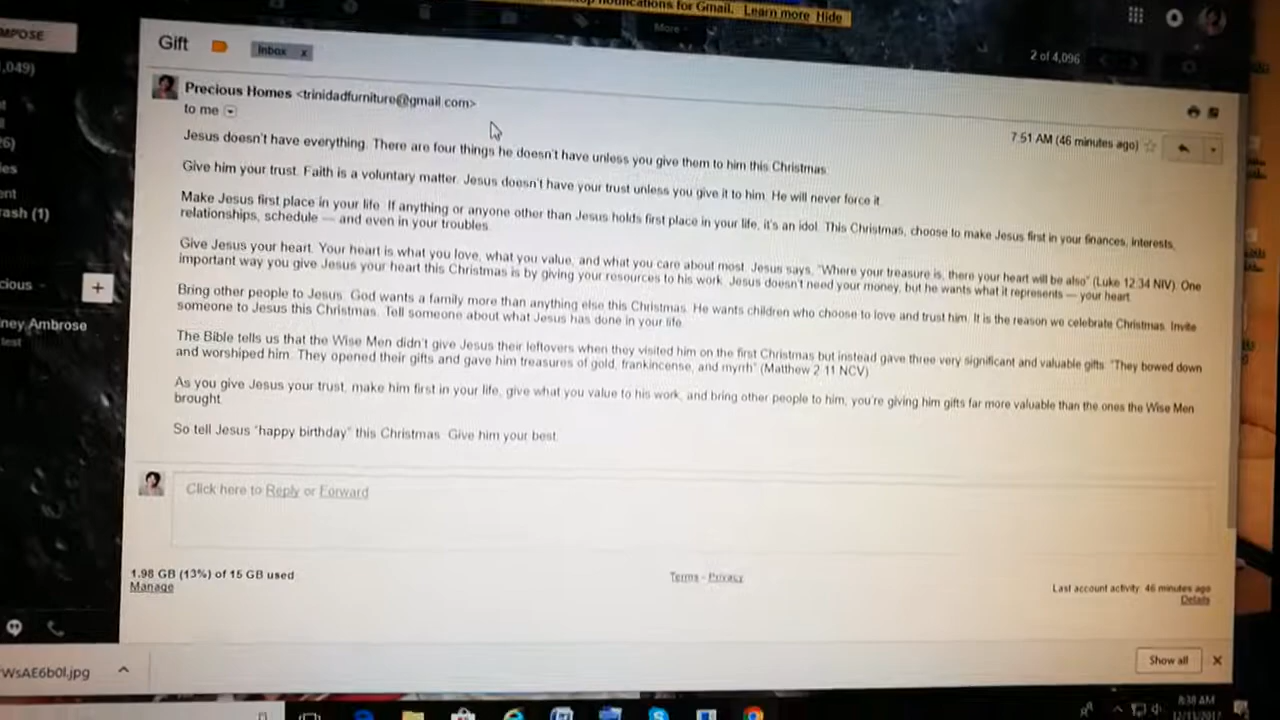 notifications for Gmail. Learn more Hide
MPOSE
More
Gift
Inbox x
2 of 4,096
,049)
Precious Homes <trinidadfurniture@gmail.com>
to me
7:51 AM (46 minutes ago)
Jesus doesn't have everything. There are four things he doesn't have unless you give them to him this Christmas.
Give him your trust. Faith is a voluntary matter. Jesus doesn't have your trust unless you give it to him. He will never force it.
Make Jesus first place in your life. If anything or anyone other than Jesus holds first place in your life, it's an idol. This Christmas, choose to make Jesus first in your finances, interests,
relationships, schedule — and even in your troubles.
Give Jesus your heart. Your heart is what you love, what you value, and what you care about most. Jesus says, "Where your treasure is, there your heart will be also" (Luke 12:34 NIV). One
important way you give Jesus your heart this Christmas is by giving your resources to his work. Jesus doesn't need your money, but he wants what it represents — your heart.
Bring other people to Jesus. God wants a family more than anything else this Christmas. He wants children who choose to love and trust him. It is the reason we celebrate Christmas. Invite
someone to Jesus this Christmas. Tell someone about what Jesus has done in your life.
The Bible tells us that the Wise Men didn't give Jesus their leftovers when they visited him on the first Christmas but instead gave three very significant and valuable gifts. "They bowed down
and worshiped him. They opened their gifts and gave him treasures of gold, frankincense, and myrrh" (Matthew 2:11 NCV)
As you give Jesus your trust, make him first in your life, give what you value to his work, and bring other people to him, you're giving him gifts far more valuable than the ones the Wise Men
brought.
So tell Jesus "happy birthday" this Christmas. Give him your best.
rash (1)
cious
+
ney Ambrose
test
Click here to Reply or Forward
1.98 GB (13%) of 15 GB used
Manage
Terms - Privacy
Last account activity: 46 minutes ago
Details
WsAE6b0l.jpg
Show all
8:38 AM